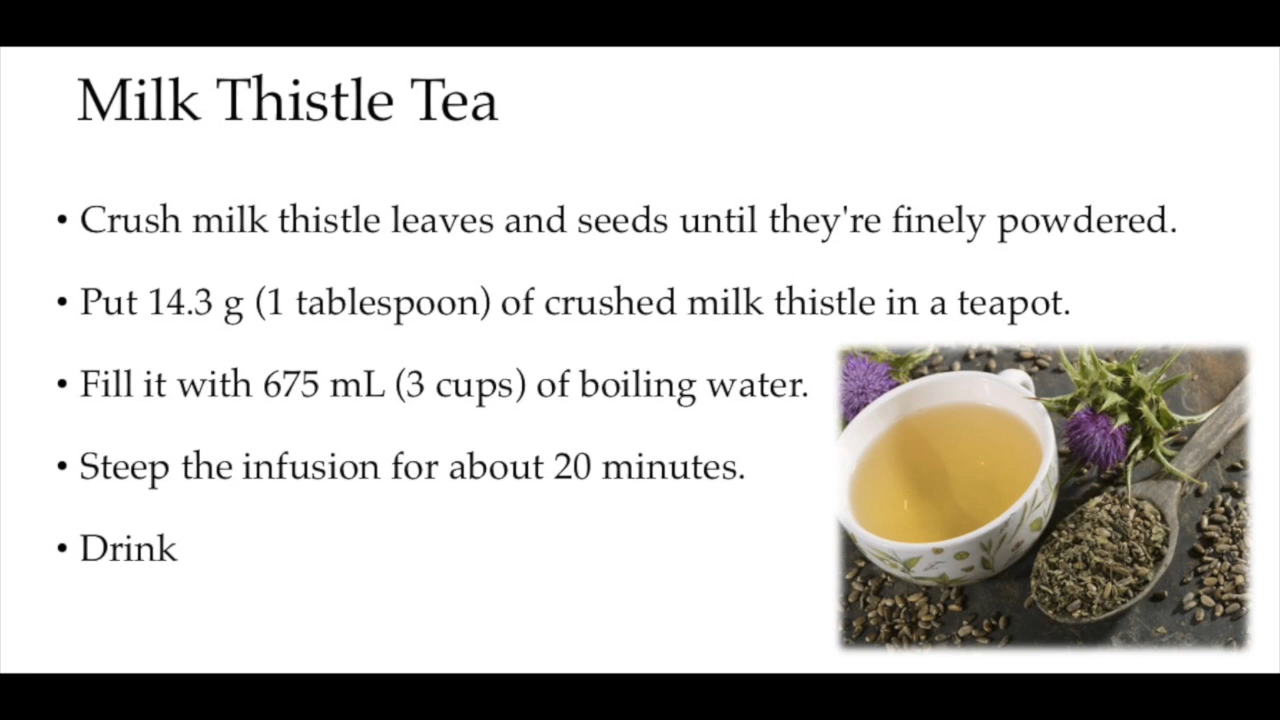 Milk Thistle Tea
• Crush milk thistle leaves and seeds until they're finely powdered.
• Put 14.3 g (1 tablespoon) of crushed milk thistle in a teapot.
• Fill it with 675 mL (3 cups) of boiling water.
• Steep the infusion for about 20 minutes.
• Drink